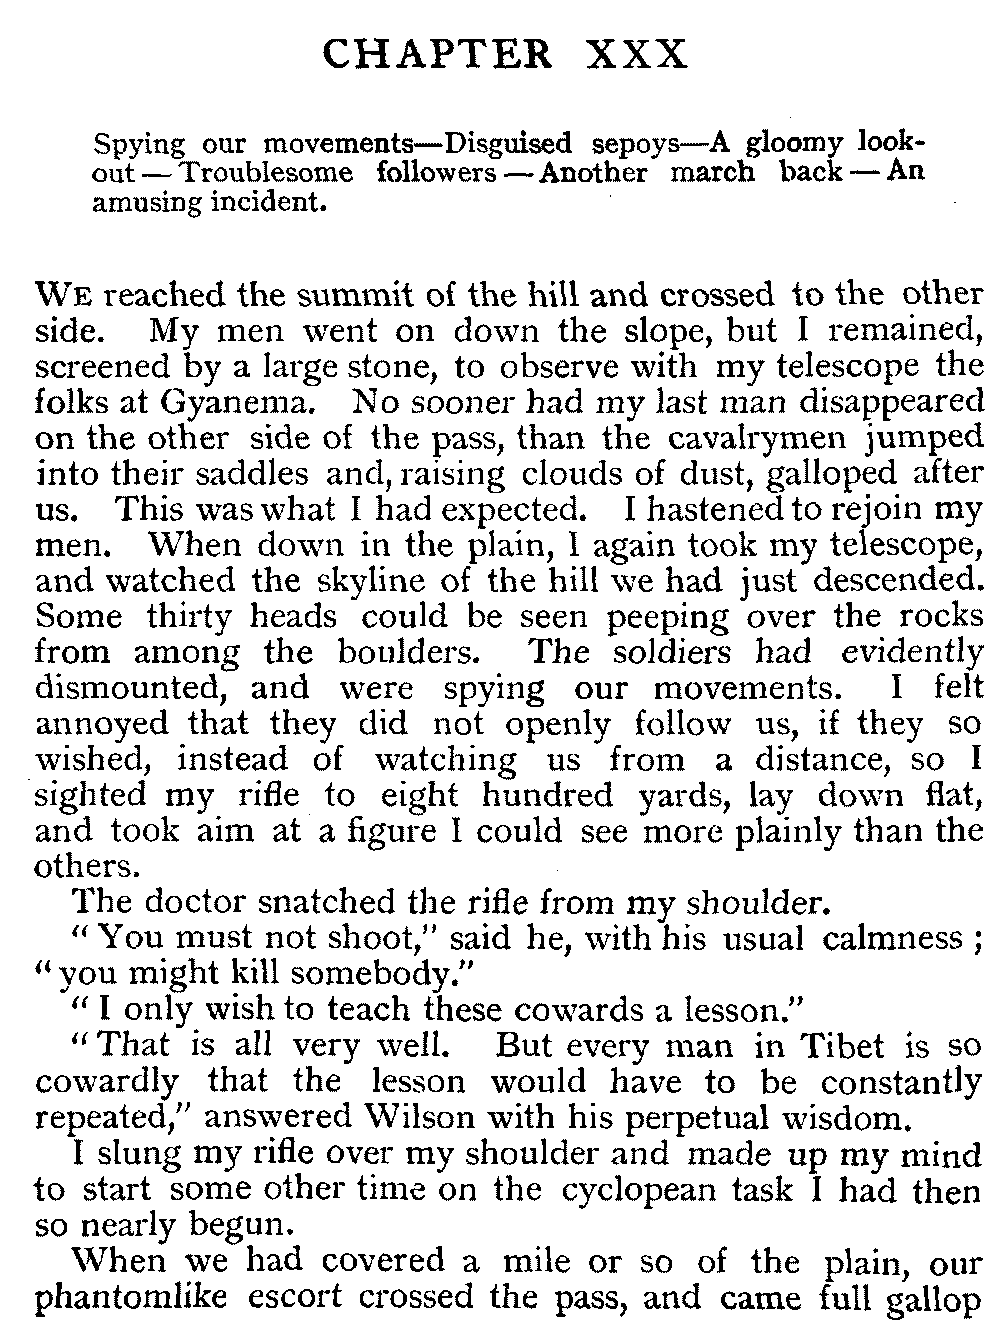 CHAPTER XXX
Spying our movements—Disguised sepoys—A gloomy look-
out — Troublesome followers — Another march back — An
amusing incident.
WE reached the summit of the hill and crossed to the other
side. My men went on down the slope, but I remained,
screened by a large stone, to observe with my telescope the
folks at Gyanema. No sooner had my last man disappeared
on the other side of the pass, than the cavalrymen jumped
into their saddles and, raising clouds of dust, galloped after
us. This was what I had expected. I hastened to rejoin my
men. When down in the plain, I again took my telescope,
and watched the skyline of the hill we had just descended.
Some thirty heads could be seen peeping over the rocks
from among the boulders. The soldiers had evidently
dismounted, and were spying our movements. I felt
annoyed that they did not openly follow us, if they so
wished, instead of watching us from a distance, so I
sighted my rifle to eight hundred yards, lay down flat,
and took aim at a figure I could see more plainly than the
others.
The doctor snatched the rifle from my shoulder.
“ You must not shoot,” said he, with his usual calmness ;
“ you might kill somebody.”
“ I only wish to teach these cowards a lesson.”
“ That is all very well. But every man in Tibet is so
cowardly that the lesson would have to be constantly
repeated,” answered Wilson with his perpetual wisdom.
I slung my rifle over my shoulder and made up my mind
to start some other time on the cyclopean task I had then
so nearly begun.
When we had covered a mile or so of the plain, our
phantomlike escort crossed the pass, and came full gallop